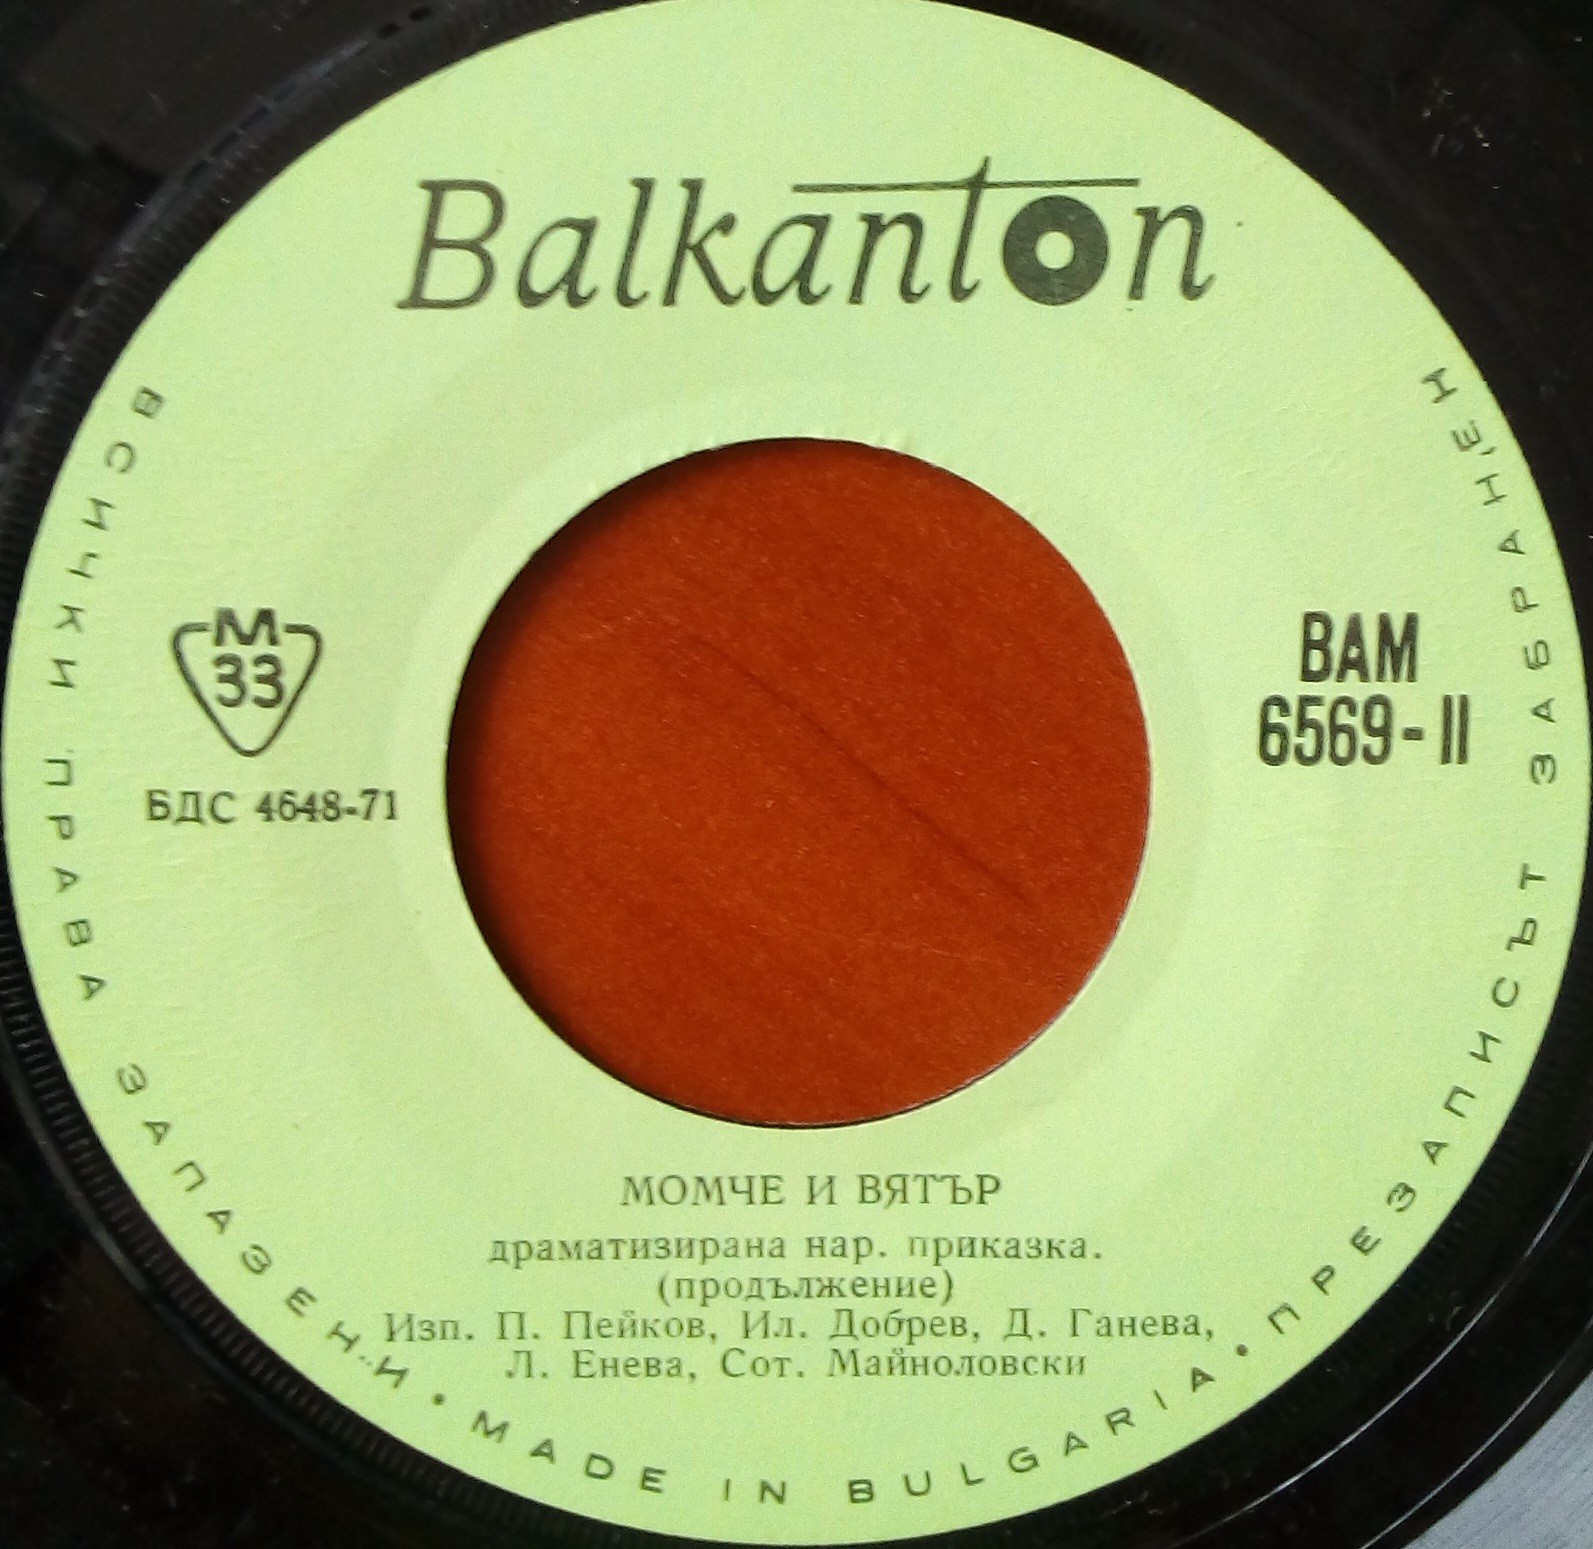 Balkanton
М
33
БДС 4648-71
ВАМ
6569-II
МОМЧЕ И ВЯТЪР
драматизирана нар. приказка.
(продължение)
Изп. П. Пейков, Ил. Добрев, Д. Ганева,
Л. Енева, Сот. Майноловски
ВСИЧКИ ПРАВА ЗАПАЗЕНИ • MADE IN BULGARIA • ПРЕЗАПИСЪТ ЗАБРАНЕН